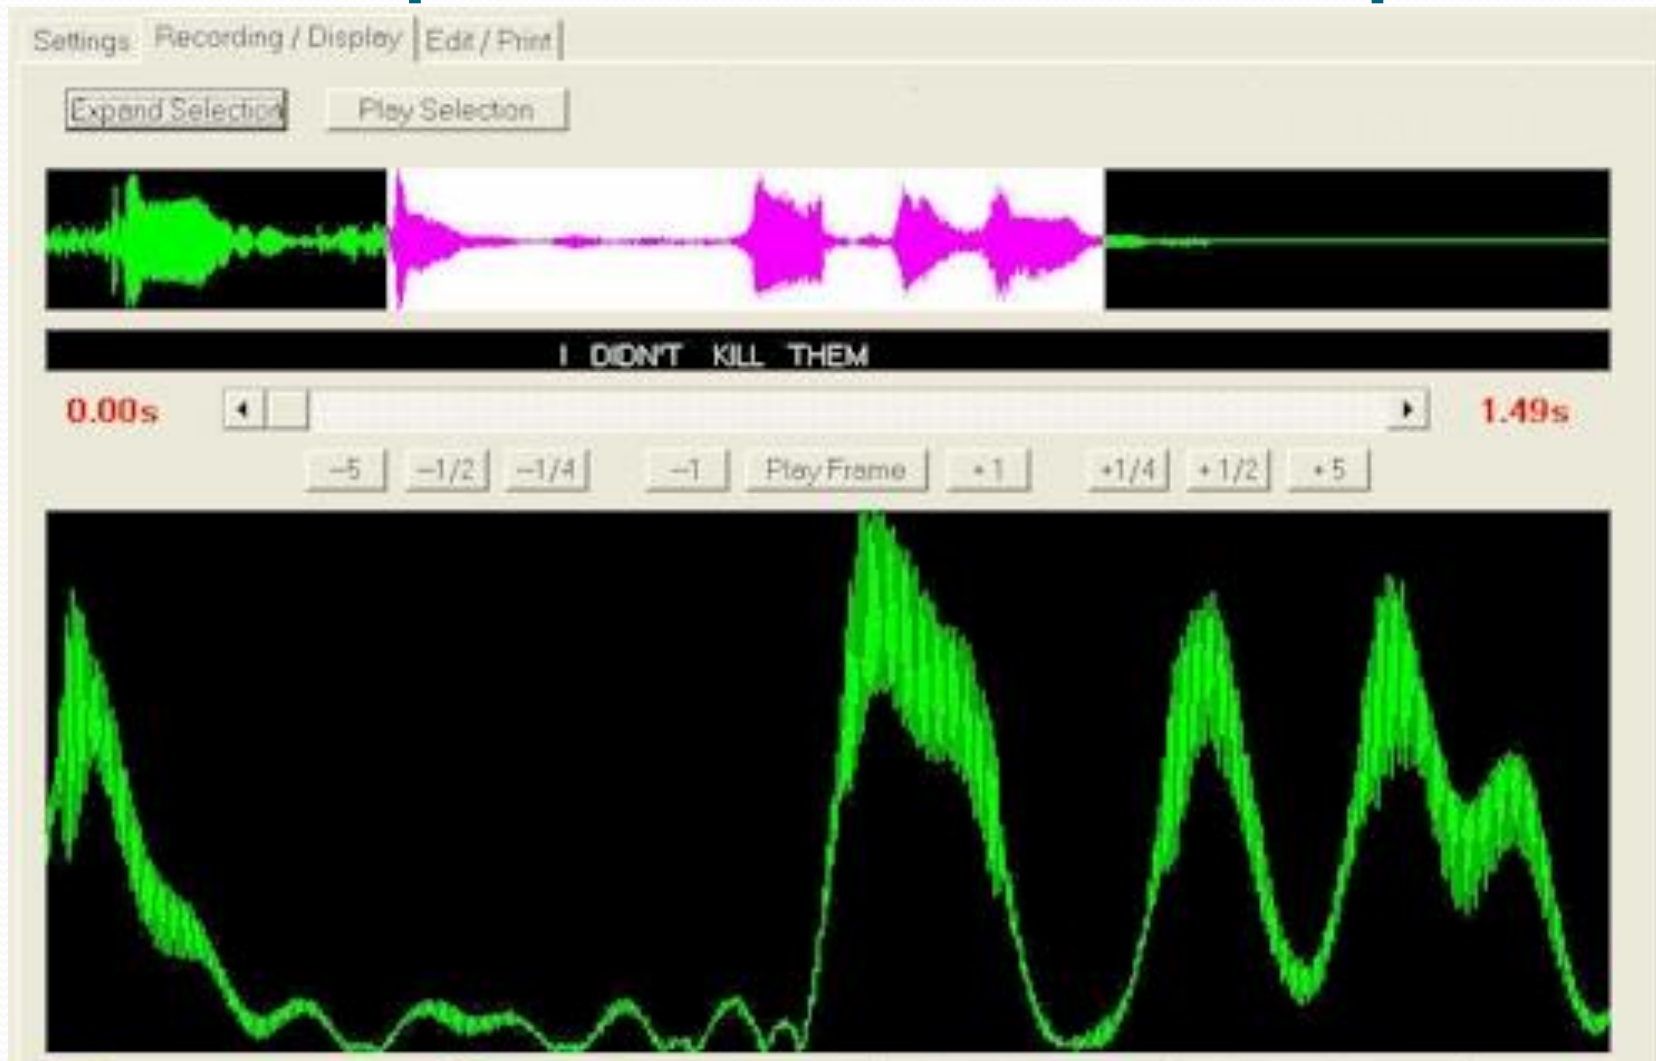 Settings Recording / Display Edit / Print
Expand Selection Play Selection
I DIDN'T KILL THEM
0.00s 1.49s
-5 -1/2 -1/4 -1 Play Frame +1 +1/4 +1/2 +5